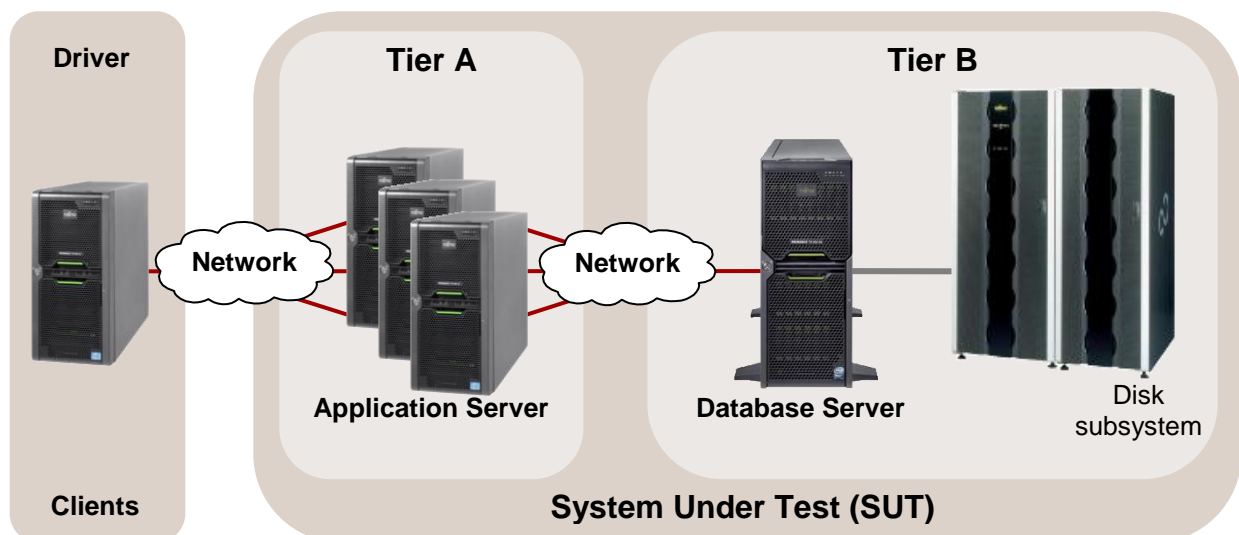 Driver
Tier A
Tier B
Network
Network
Application Server
Database Server
Disk
subsystem
Clients
System Under Test (SUT)